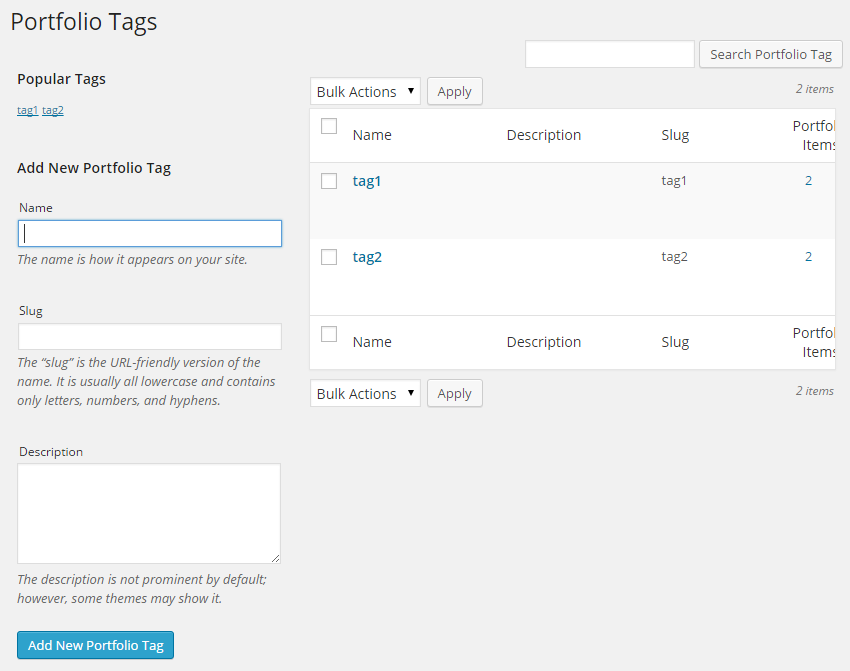 Portfolio Tags
Search Portfolio Tag
Popular Tags
tag1 tag2
Add New Portfolio Tag
Name
The name is how it appears on your site.
Slug
The “slug” is the URL-friendly version of the
name. It is usually all lowercase and contains
only letters, numbers, and hyphens.
Description
The description is not prominent by default;
however, some themes may show it.
Add New Portfolio Tag
Bulk Actions Apply 2 items
Name Description Slug Portfol
Items
tag1 tag1 2
tag2 tag2 2
Name Description Slug Portfol
Items
Bulk Actions Apply 2 items